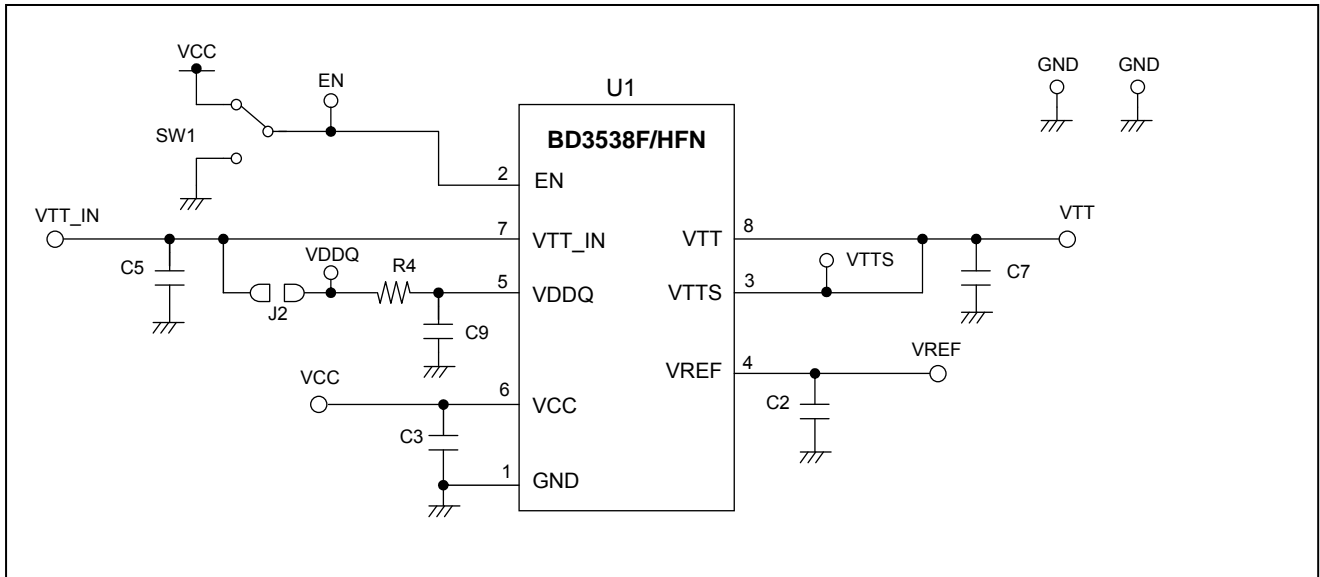 VCC
EN
SW1
U1
BD3538F/HFN
GND GND
2 EN
VTT_IN
7 VTT_IN
VTT 8
VTT
C5
VDDQ
R4
5 VDDQ
J2
C9
VTTS
VTTS 3
C7
VREF
VREF 4
C2
VCC
6 VCC
C3
1 GND